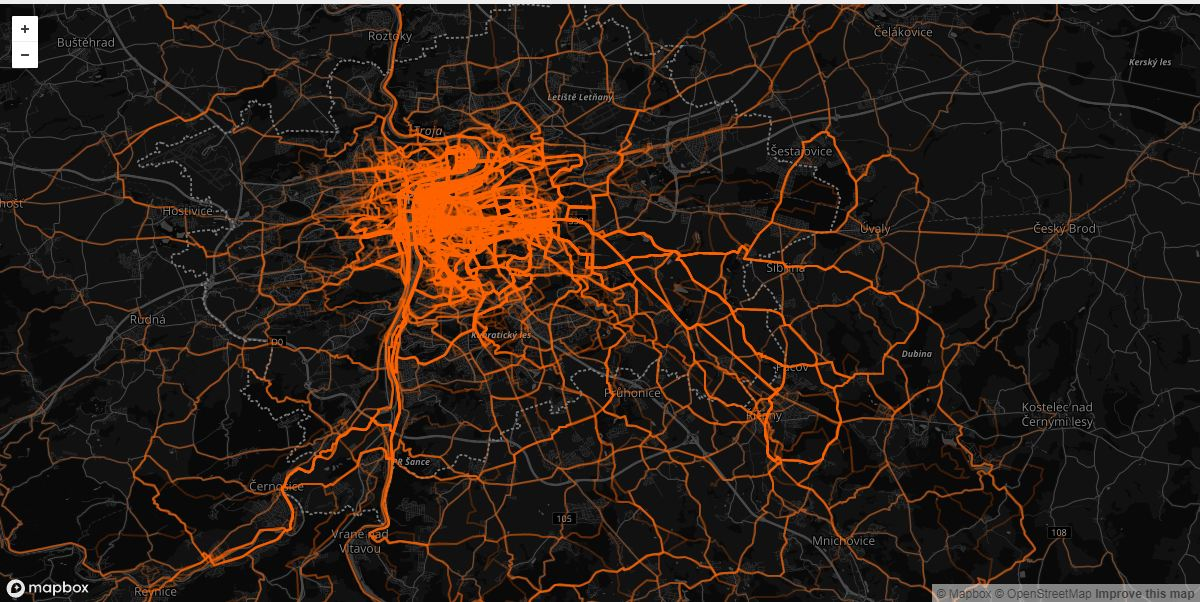 +
−
Buštěhrad
Roztoky
Čelákovice
Kerský les
Letiště Letňany
Troja
Šestajovice
Hostivice
Úvaly
Český Brod
Sibřina
Rudná
Kunratický les
Dubina
Pacov
Průhonice
Říčany
Kostelec nad
Černými lesy
PR Šance
Černošice
105
108
Vrané nad
Vltavou
Mnichovice
Řevnice
mapbox
© Mapbox © OpenStreetMap Improve this map